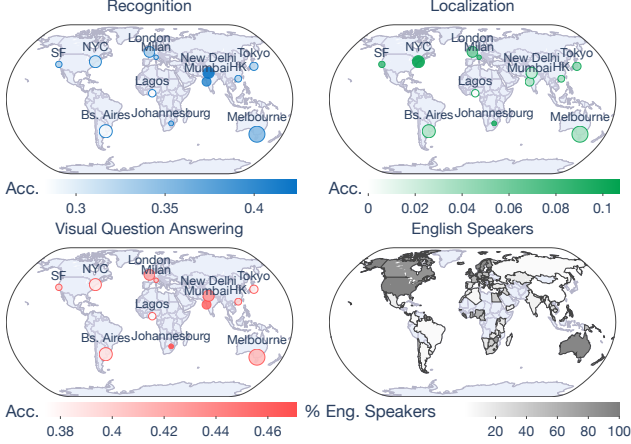 Recognition
London
Milan
SF
NYC
New Delhi
Tokyo
Mumbai
HK
Lagos
Bs. Aires
Johannesburg
Melbourne
Acc.
0.3
0.35
0.4
Localization
London
Milan
SF
NYC
New Delhi
Tokyo
Mumbai
HK
Lagos
Bs. Aires
Johannesburg
Melbourne
Acc.
0
0.02
0.04
0.06
0.08
0.1
Visual Question Answering
London
Milan
SF
NYC
New Delhi
Tokyo
Mumbai
HK
Lagos
Bs. Aires
Johannesburg
Melbourne
Acc.
0.38
0.4
0.42
0.44
0.46
English Speakers
% Eng. Speakers
20
40
60
80
100